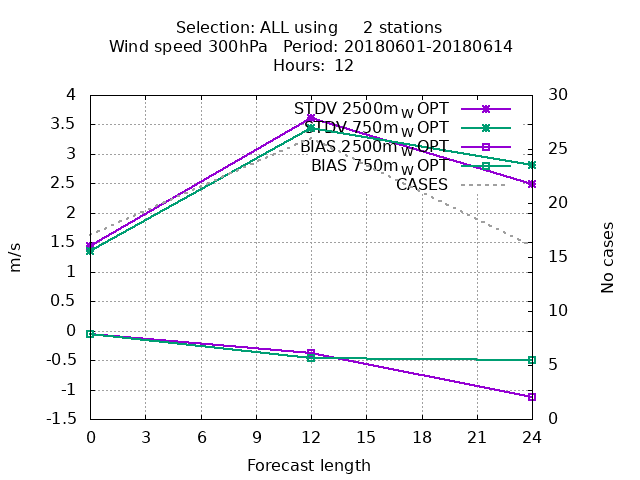 Selection: ALL using     2 stations
Wind speed 300hPa   Period: 20180601-20180614
Hours: 12
STDV 2500m_W OPT
STDV 750m_W OPT
BIAS 2500m_W OPT
BIAS 750m_W OPT
CASES
4
3.5
3
2.5
2
1.5
1
0.5
0
-0.5
-1
-1.5
m/s
30
25
20
15
10
5
0
No cases
0 3 6 9 12 15 18 21 24
Forecast length